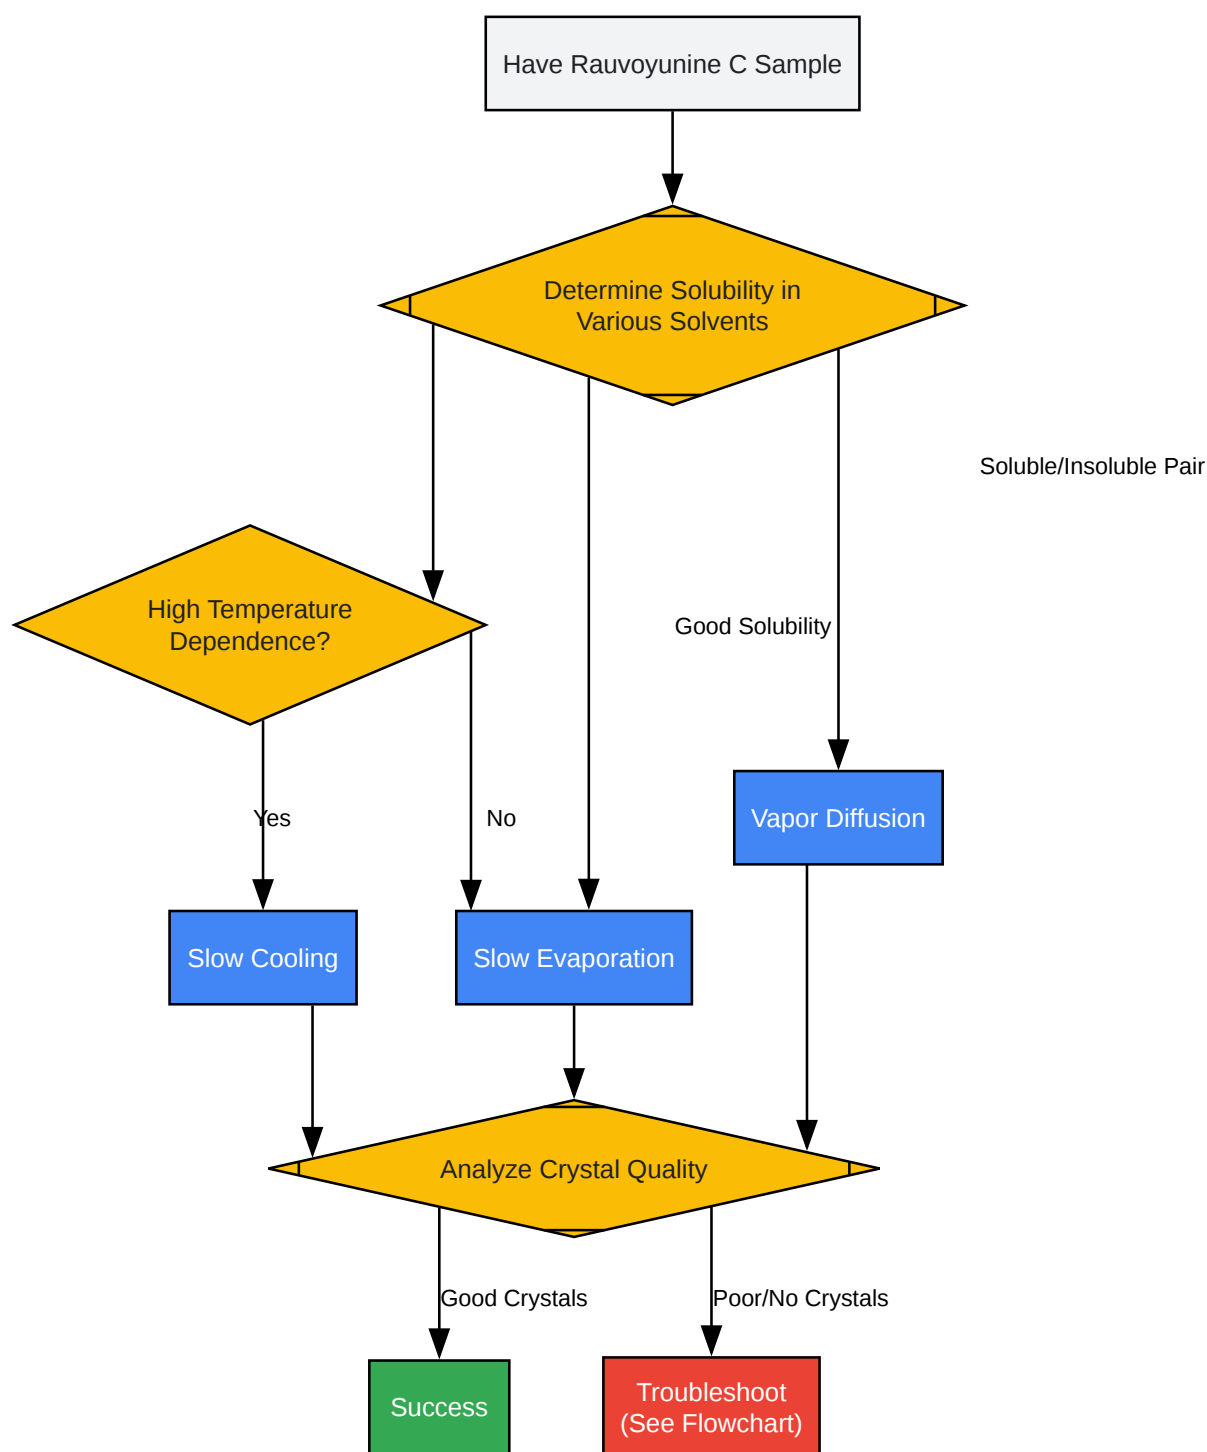 Have Rauvoyunine C Sample
Determine Solubility in
Various Solvents
Soluble/Insoluble Pair
High Temperature
Dependence?
Good Solubility
Yes
No
Vapor Diffusion
Slow Cooling
Slow Evaporation
Analyze Crystal Quality
Good Crystals
Poor/No Crystals
Success
Troubleshoot
(See Flowchart)